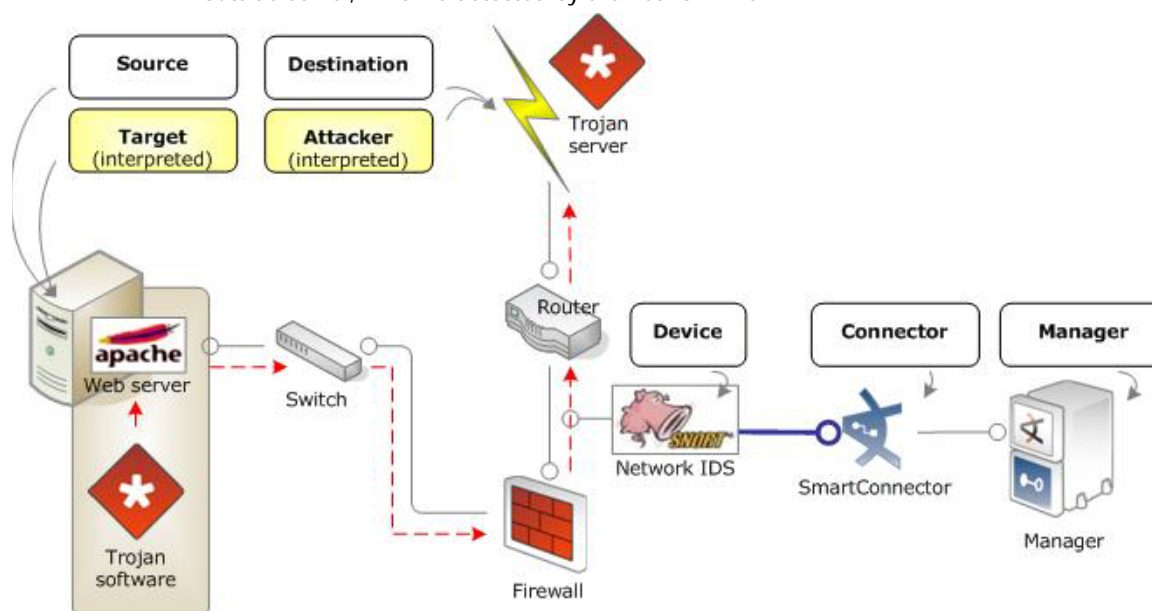 Source
Destination
Target
(interpreted)
Attacker
(interpreted)
Trojan
server
Router
Device
Connector
Manager
apache
Web server
Switch
SNORT
Network IDS
SmartConnector
Manager
Trojan
software
Firewall